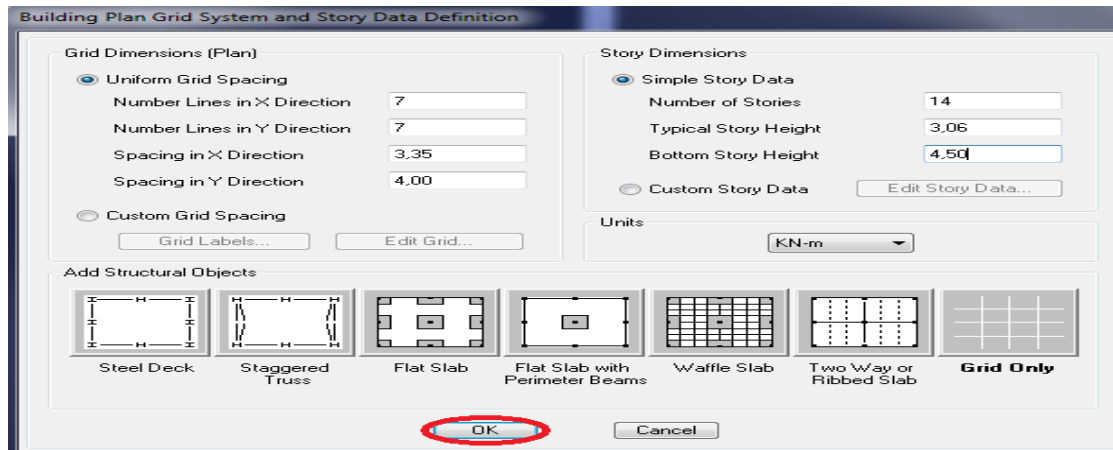 Building Plan Grid System and Story Data Definition
Grid Dimensions (Plan)
Uniform Grid Spacing
Number Lines in X Direction 7
Number Lines in Y Direction 7
Spacing in X Direction 3,35
Spacing in Y Direction 4,00
Custom Grid Spacing
Grid Labels... Edit Grid...
Story Dimensions
Simple Story Data
Number of Stories 14
Typical Story Height 3,06
Bottom Story Height 4,50
Custom Story Data Edit Story Data...
Units
KN-m
Add Structural Objects
Steel Deck
Staggered
Truss
Flat Slab
Flat Slab with
Perimeter Beams
Waffle Slab
Two Way or
Ribbed Slab
Grid Only
OK Cancel